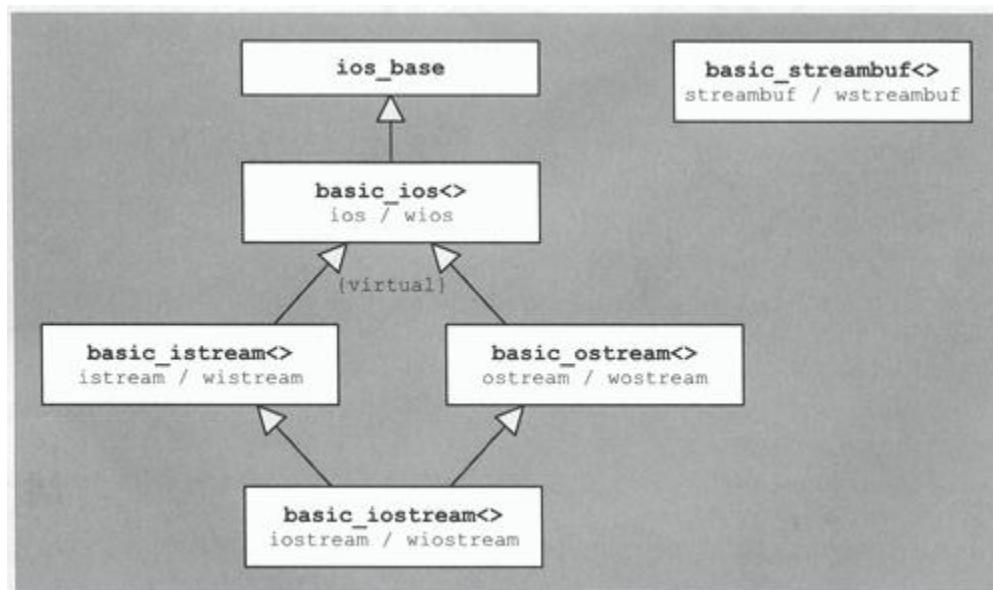 ios_base
basic_streambuf<>
streambuf / wstreambuf
basic_ios<>
ios / wios
{virtual}
basic_istream<>
istream / wistream
basic_ostream<>
ostream / wostream
basic_iostream<>
iostream / wiostream